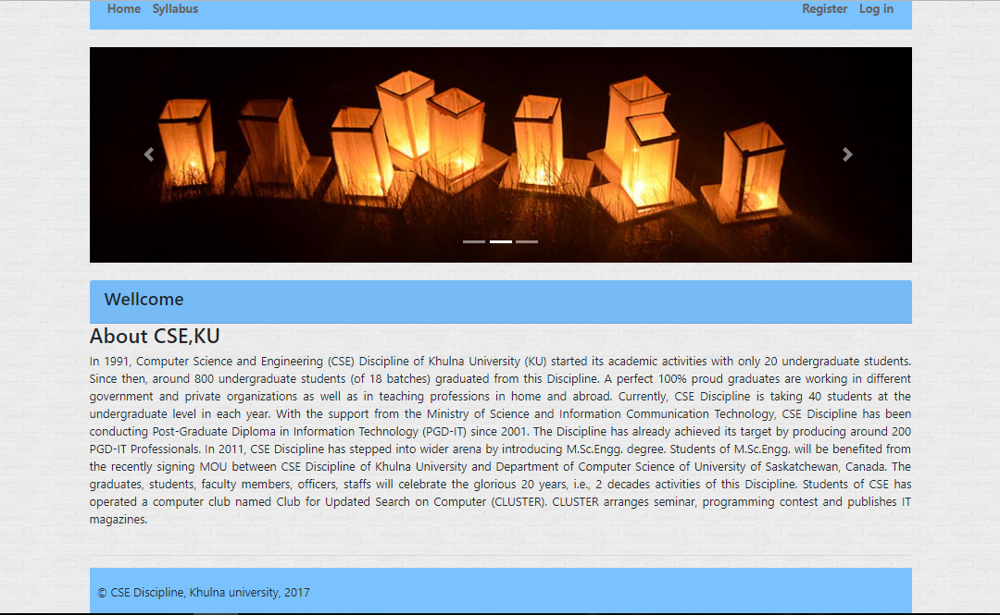 Home Syllabus Register Log in
Wellcome
About CSE,KU
In 1991, Computer Science and Engineering (CSE) Discipline of Khulna University (KU) started its academic activities with only 20 undergraduate students.
Since then, around 800 undergraduate students (of 18 batches) graduated from this Discipline. A perfect 100% proud graduates are working in different
government and private organizations as well as in teaching professions in home and abroad. Currently, CSE Discipline is taking 40 students at the
undergraduate level in each year. With the support from the Ministry of Science and Information Communication Technology, CSE Discipline has been
conducting Post-Graduate Diploma in Information Technology (PGD-IT) since 2001. The Discipline has already achieved its target by producing around 200
PGD-IT Professionals. In 2011, CSE Discipline has stepped into wider arena by introducing M.Sc.Engg. degree. Students of M.Sc.Engg. will be benefited from
the recently signing MOU between CSE Discipline of Khulna University and Department of Computer Science of University of Saskatchewan, Canada. The
graduates, students, faculty members, officers, staffs will celebrate the glorious 20 years, i.e., 2 decades activities of this Discipline. Students of CSE has
operated a computer club named Club for Updated Search on Computer (CLUSTER). CLUSTER arranges seminar, programming contest and publishes IT
magazines.
© CSE Discipline, Khulna university, 2017